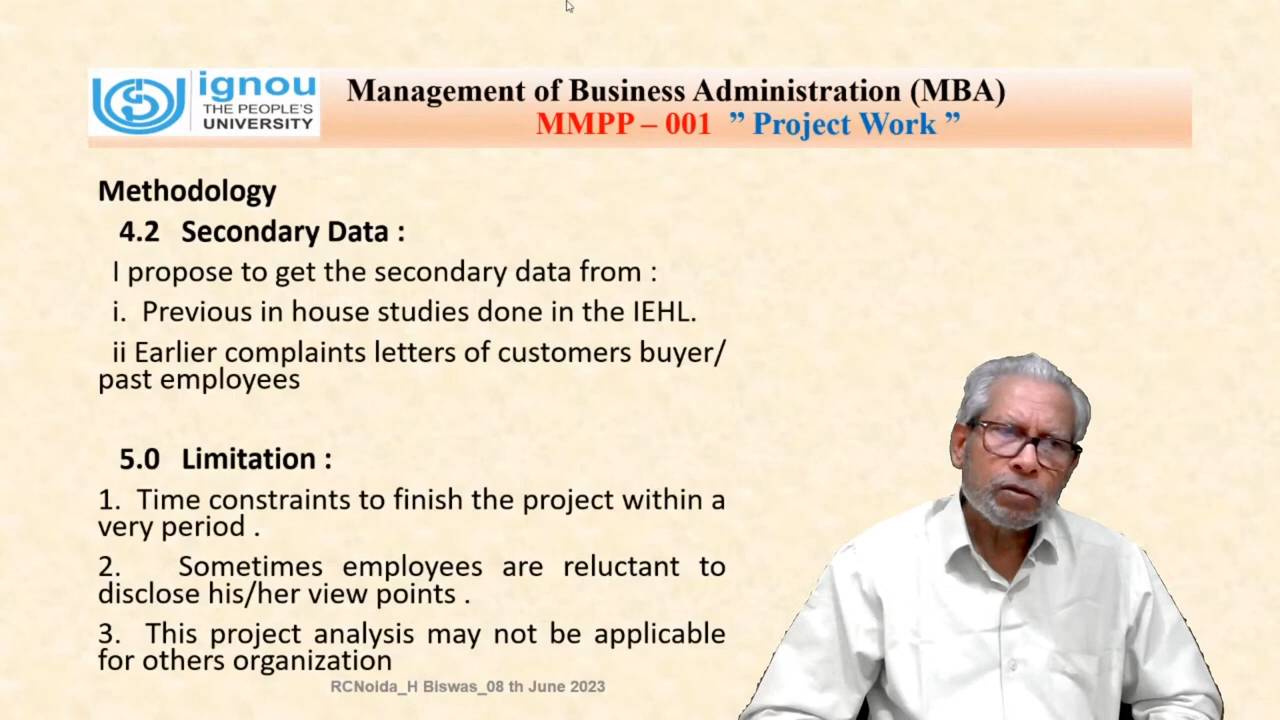 ignou
THE PEOPLE'S
UNIVERSITY
Management of Business Administration (MBA)
MMPP – 001 ” Project Work ”
Methodology
4.2 Secondary Data :
I propose to get the secondary data from :
i. Previous in house studies done in the IEHL.
ii Earlier complaints letters of customers buyer/
past employees
5.0 Limitation :
1. Time constraints to finish the project within a
very period .
2. Sometimes employees are reluctant to
disclose his/her view points .
3. This project analysis may not be applicable
for others organization
RCNoida_H Biswas_08 th June 2023